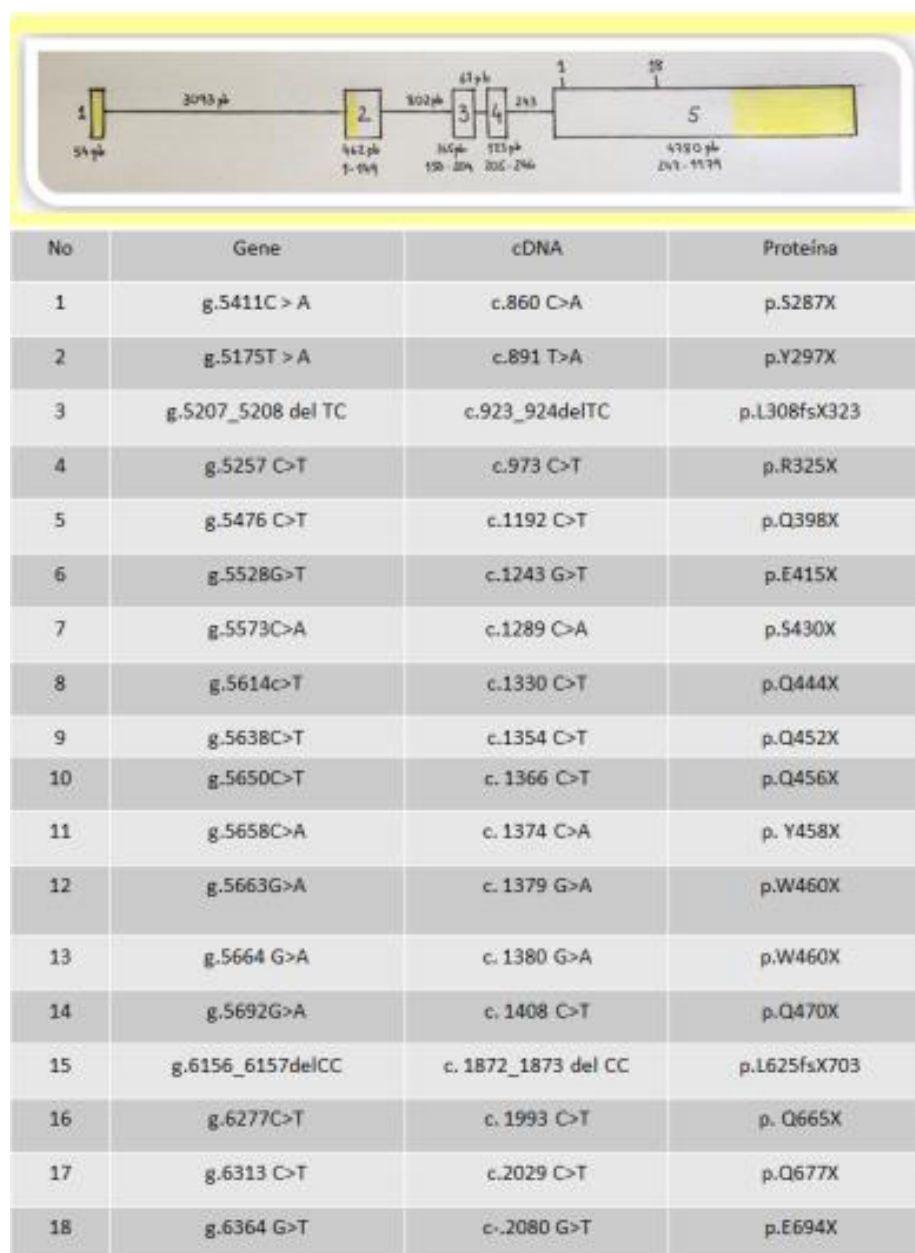 1 18
67 pb
3093 pb 802 pb 243
1 2 3 4 5
54 pb 462 pb 165 pb 123 pb 4780 pb
1-149 150-204 205-246 247-1179
No Gene cDNA Proteína
1 g.5411C > A c.860 C>A p.S287X
2 g.5175T > A c.891 T>A p.Y297X
3 g.5207_5208 del TC c.923_924delTC p.L308fsX323
4 g.5257 C>T c.973 C>T p.R325X
5 g.5476 C>T c.1192 C>T p.Q398X
6 g.5528G>T c.1243 G>T p.E415X
7 g.5573C>A c.1289 C>A p.S430X
8 g.5614c>T c.1330 C>T p.Q444X
9 g.5638C>T c.1354 C>T p.Q452X
10 g.5650C>T c. 1366 C>T p.Q456X
11 g.5658C>A c. 1374 C>A p. Y458X
12 g.5663G>A c. 1379 G>A p.W460X
13 g.5664 G>A c. 1380 G>A p.W460X
14 g.5692G>A c. 1408 C>T p.Q470X
15 g.6156_6157delCC c. 1872_1873 del CC p.L625fsX703
16 g.6277C>T c. 1993 C>T p. Q665X
17 g.6313 C>T c.2029 C>T p.Q677X
18 g.6364 G>T c-.2080 G>T p.E694X